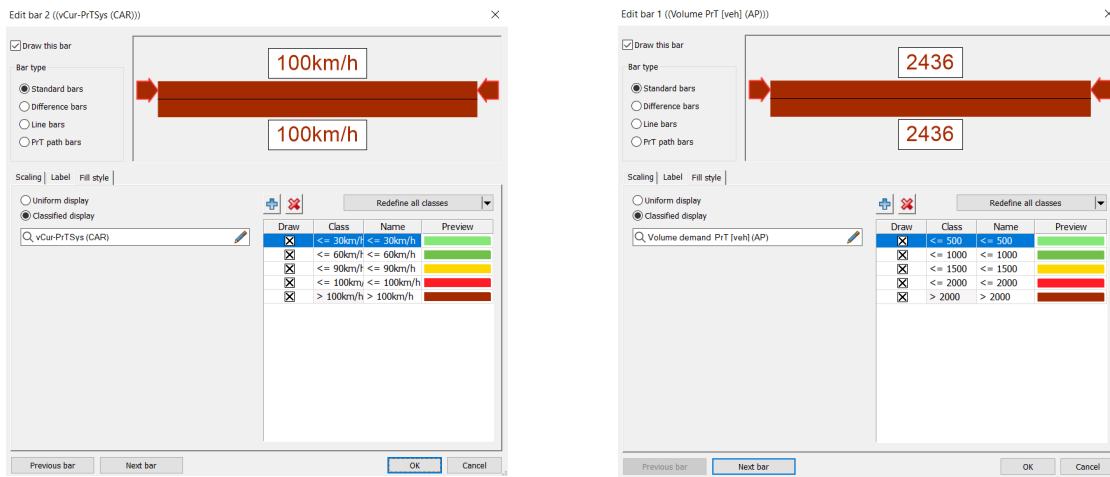 Edit bar 2 ((vCur-PrTSys (CAR)))
Draw this bar
Bar type
Standard bars
Difference bars
Line bars
PrT path bars
100km/h
100km/h
Scaling Label Fill style
Uniform display
Classified display
vCur-PrTSys (CAR)
Redefine all classes
Draw Class Name Preview
<= 30km/h <= 30km/h
<= 60km/h <= 60km/h
<= 90km/h <= 90km/h
<= 100km/ <= 100km/h
> 100km/h > 100km/h
Previous bar Next bar OK Cancel
Edit bar 1 ((Volume PrT [veh] (AP)))
Draw this bar
Bar type
Standard bars
Difference bars
Line bars
PrT path bars
2436
2436
Scaling Label Fill style
Uniform display
Classified display
Volume demand PrT [veh] (AP)
Redefine all classes
Draw Class Name Preview
<= 500 <= 500
<= 1000 <= 1000
<= 1500 <= 1500
<= 2000 <= 2000
> 2000 > 2000
Previous bar Next bar OK Cancel